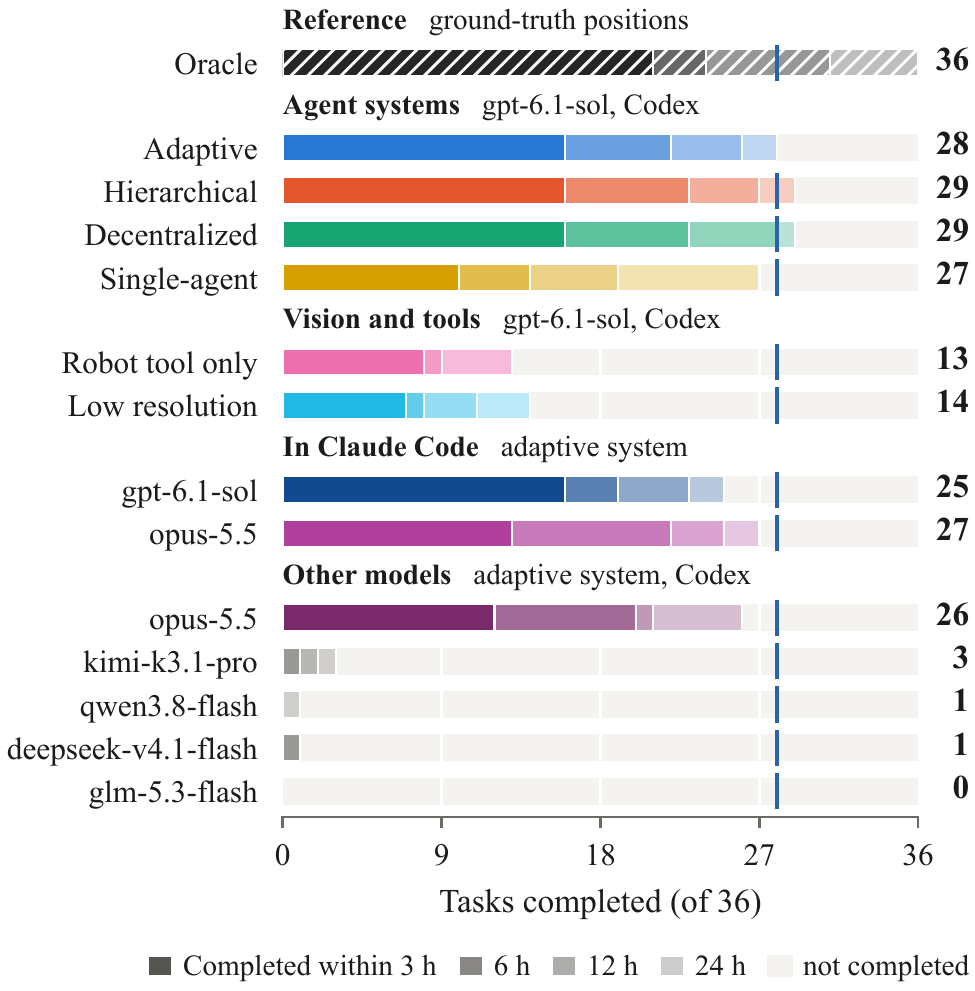 Reference ground-truth positions
Oracle 36
Agent systems gpt-6.1-sol, Codex
Adaptive 28
Hierarchical 29
Decentralized 29
Single-agent 27
Vision and tools gpt-6.1-sol, Codex
Robot tool only 13
Low resolution 14
In Claude Code adaptive system
gpt-6.1-sol 25
opus-5.5 27
Other models adaptive system, Codex
opus-5.5 26
kimi-k3.1-pro 3
qwen3.8-flash 1
deepseek-v4.1-flash 1
glm-5.3-flash 0
0 9 18 27 36
Tasks completed (of 36)
Completed within 3 h 6 h 12 h 24 h not completed